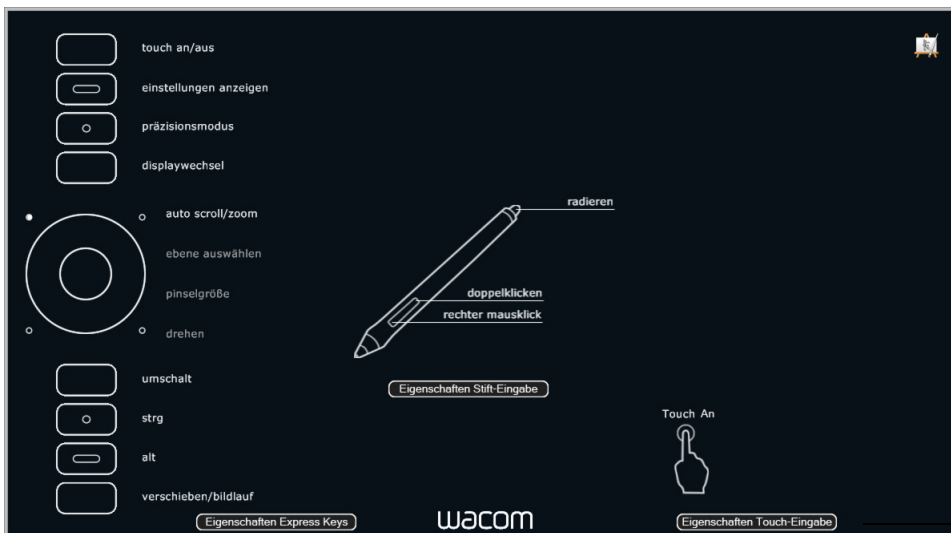 touch an/aus
einstellungen anzeigen
präzisionsmodus
displaywechsel
auto scroll/zoom
ebene auswählen
pinselgröße
drehen
umschalt
strg
alt
verschieben/bildlauf
Eigenschaften Express Keys
radieren
doppelklicken
rechter mausklick
Eigenschaften Stift-Eingabe
wacom
Touch An
Eigenschaften Touch-Eingabe